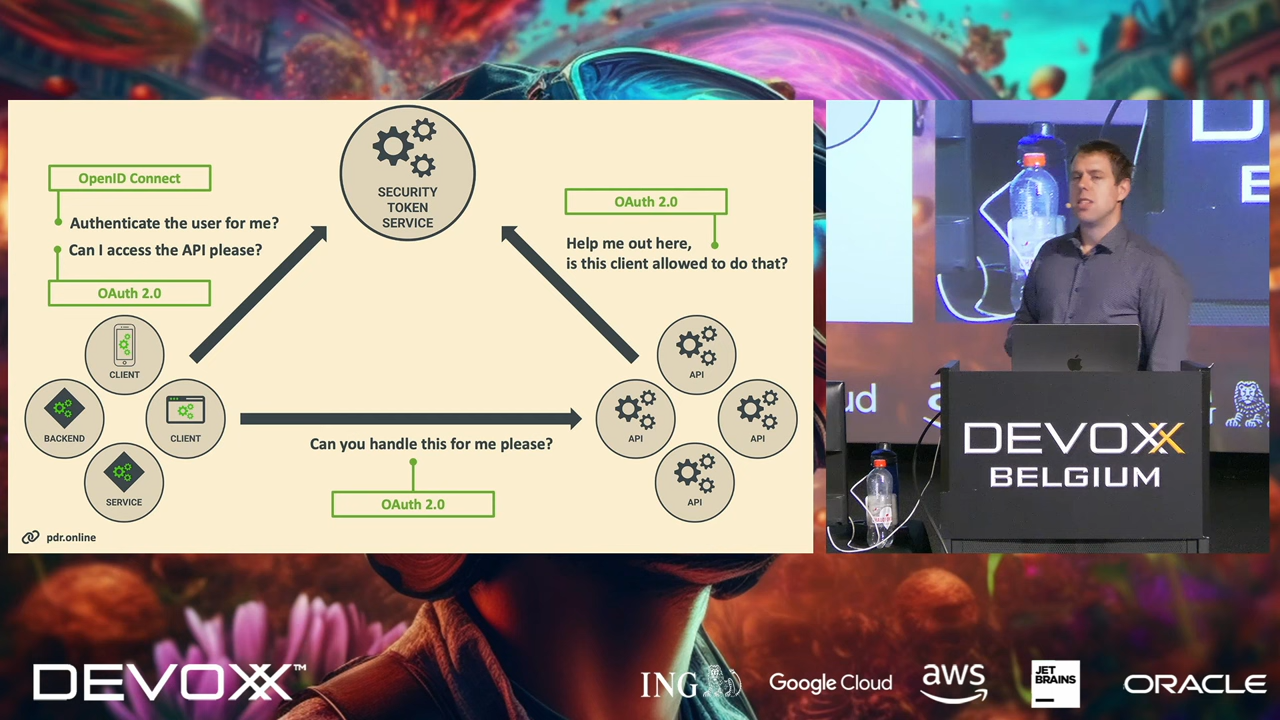 SECURITY
TOKEN
SERVICE
OpenID Connect
Authenticate the user for me?
Can I access the API please?
OAuth 2.0
OAuth 2.0
Help me out here,
is this client allowed to do that?
CLIENT
BACKEND
CLIENT
SERVICE
Can you handle this for me please?
OAuth 2.0
API
API
API
API
pdr.online
D
E
ud
a
r
DEVOXX
BELGIUM
DEVOXX™
ING
Google Cloud
aws
JET
BRAINS
ORACLE